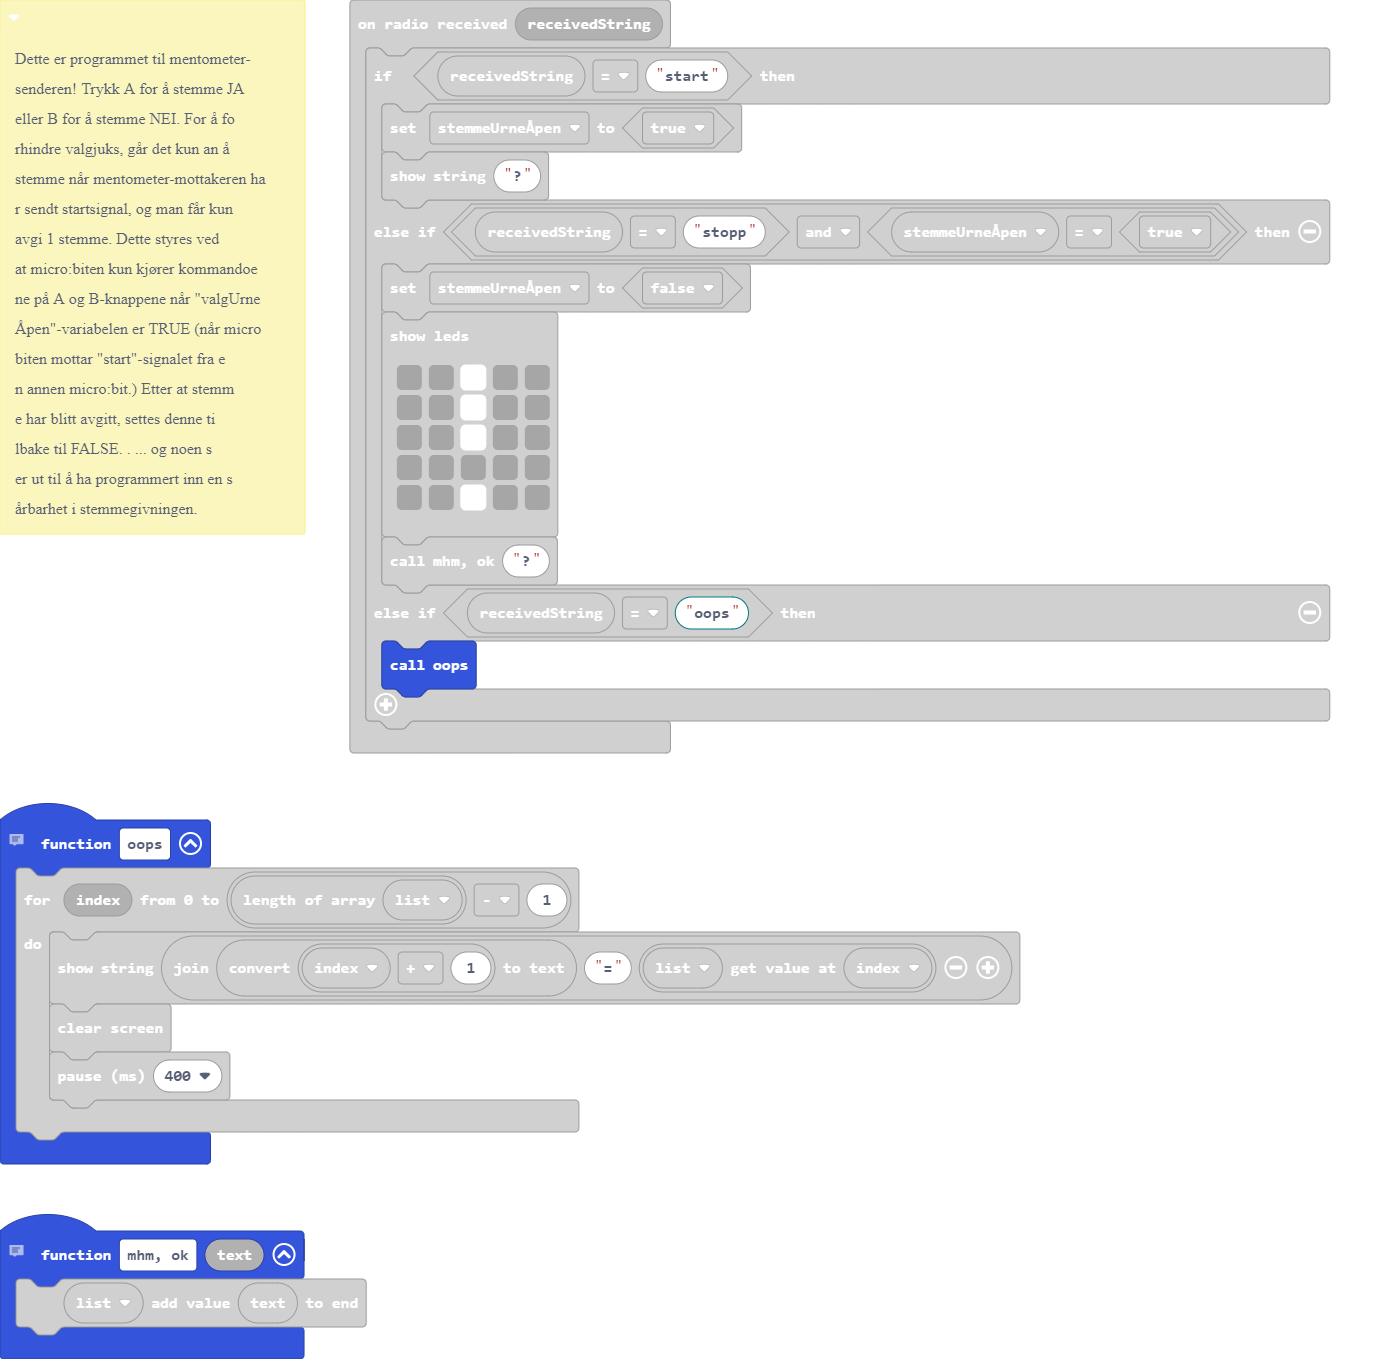 Dette er programmet til mentometer-
senderen! Trykk A for å stemme JA
eller B for å stemme NEI. For å fo
rhindre valgjuks, går det kun an å
stemme når mentometer-mottakeren ha
r sendt startsignal, og man får kun
avgi 1 stemme. Dette styres ved
at micro:biten kun kjører kommandoe
ne på A og B-knappene når "valgUrne
Åpen"-variabelen er TRUE (når micro
biten mottar "start"-signalet fra e
n annen micro:bit.) Etter at stemm
e har blitt avgitt, settes denne ti
lbake til FALSE. . ... og noen s
er ut til å ha programmert inn en s
årbarhet i stemmegivningen.
on radio received receivedString
if receivedString = "start" then
set stemmeUrneÅpen to true
show string "?"
else if receivedString = "stopp" and stemmeUrneÅpen = true then
set stemmeUrneÅpen to false
show leds
call mhm, ok "?"
else if receivedString = "oops" then
call oops
function oops
for index from 0 to length of array list - 1
do
show string join convert index + 1 to text "=" list get value at index
clear screen
pause (ms) 400
function mhm, ok text
list add value text to end